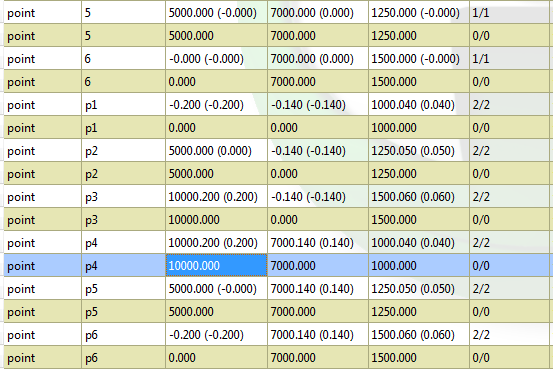 point 5 5000.000 (-0.000) 7000.000 (0.000) 1250.000 (-0.000) 1/1
point 5 5000.000 7000.000 1250.000 0/0
point 6 -0.000 (-0.000) 7000.000 (-0.000) 1500.000 (-0.000) 1/1
point 6 0.000 7000.000 1500.000 0/0
point p1 -0.200 (-0.200) -0.140 (-0.140) 1000.040 (0.040) 2/2
point p1 0.000 0.000 1000.000 0/0
point p2 5000.000 (0.000) -0.140 (-0.140) 1250.050 (0.050) 2/2
point p2 5000.000 0.000 1250.000 0/0
point p3 10000.200 (0.200) -0.140 (-0.140) 1500.060 (0.060) 2/2
point p3 10000.000 0.000 1500.000 0/0
point p4 10000.200 (0.200) 7000.140 (0.140) 1000.040 (0.040) 2/2
point p4 10000.000 7000.000 1000.000 0/0
point p5 5000.000 (-0.000) 7000.140 (0.140) 1250.050 (0.050) 2/2
point p5 5000.000 7000.000 1250.000 0/0
point p6 -0.200 (-0.200) 7000.140 (0.140) 1500.060 (0.060) 2/2
point p6 0.000 7000.000 1500.000 0/0